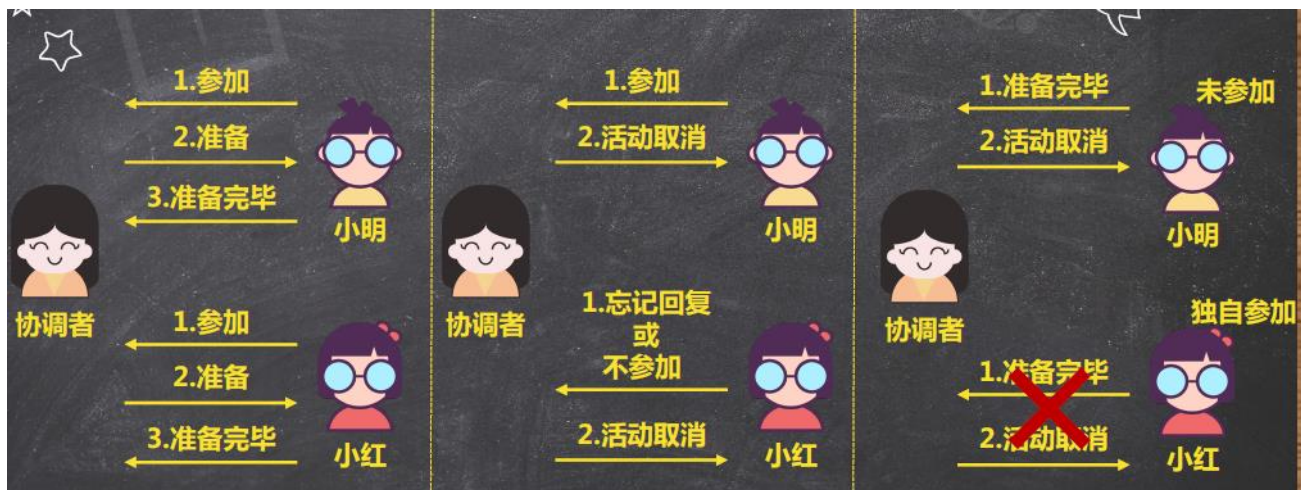 1.参加
2.准备
3.准备完毕
小明
协调者
1.参加
2.准备
3.准备完毕
小红
1.参加
2.活动取消
小明
协调者
1.忘记回复
或
不参加
2.活动取消
小红
1.准备完毕
未参加
2.活动取消
小明
协调者
独自参加
1.准备完毕
2.活动取消
小红